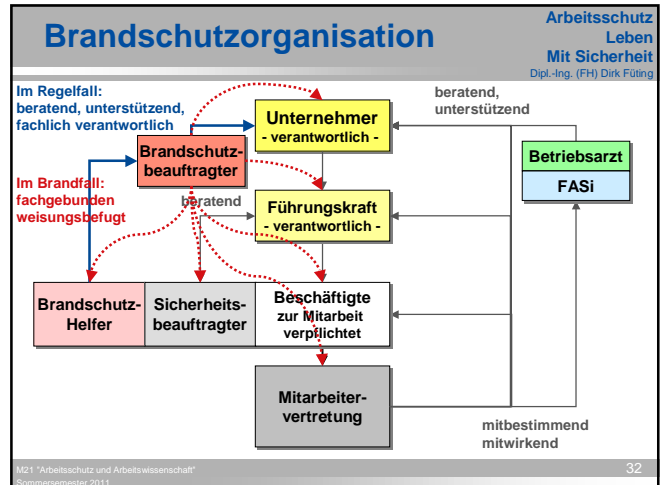 Brandschutzorganisation
Arbeitsschutz
Leben
Mit Sicherheit
Dipl.-Ing. (FH) Dirk Füting
Im Regelfall:
beratend, unterstützend,
fachlich verantwortlich
beratend,
unterstützend
Unternehmer
- verantwortlich -
Brandschutz-
beauftragter
Betriebsarzt
FASi
Im Brandfall:
fachgebunden
weisungsbefugt
beratend
Führungskraft
- verantwortlich -
Brandschutz-
Helfer
Sicherheits-
beauftragter
Beschäftigte
zur Mitarbeit
verpflichtet
Mitarbeiter-
vertretung
mitbestimmend
mitwirkend
M21 "Arbeitsschutz und Arbeitswissenschaft"
Sommersemester 2011
32